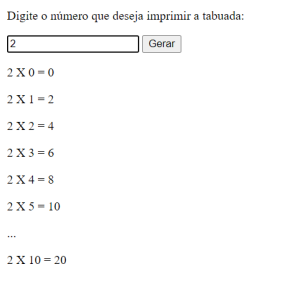 Digite o número que deseja imprimir a tabuada:
2 Gerar
2 X 0 = 0
2 X 1 = 2
2 X 2 = 4
2 X 3 = 6
2 X 4 = 8
2 X 5 = 10
...
2 X 10 = 20